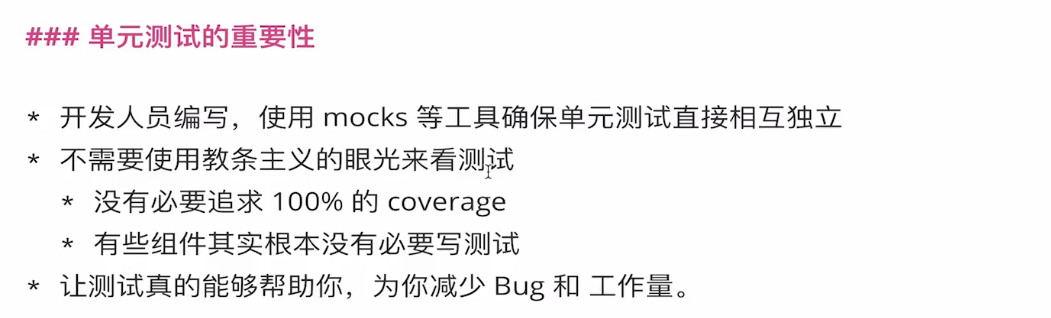 ### 单元测试的重要性
* 开发人员编写，使用 mocks 等工具确保单元测试直接相互独立
* 不需要使用教条主义的眼光来看测试
* 没有必要追求 100% 的 coverage
* 有些组件其实根本没有必要写测试
* 让测试真的能够帮助你，为你减少 Bug 和 工作量。